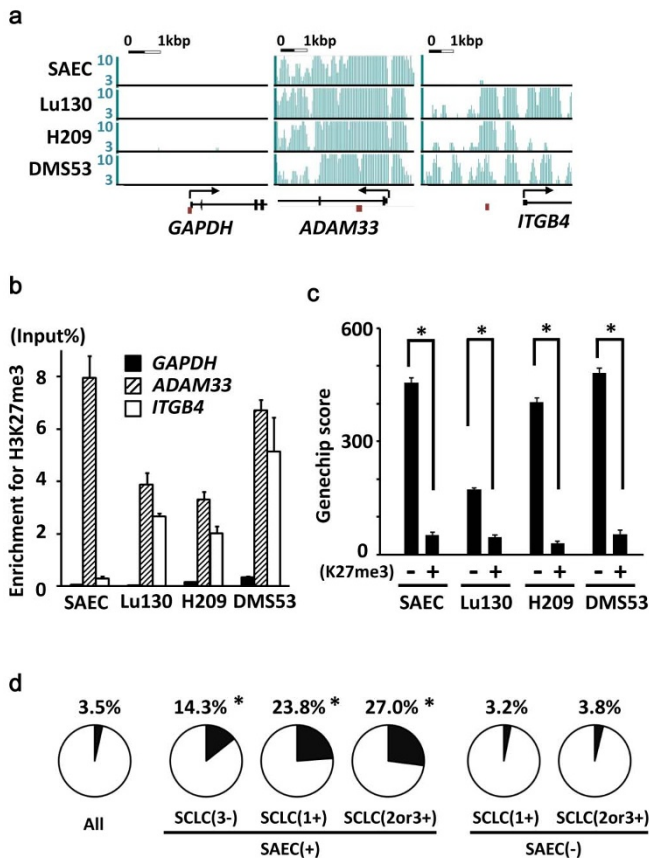 a
0 1kbp 0 1kbp 0 1kbp
SAEC 10 3
Lu130 10 3
H209 10 3
DMS53 10 3
GAPDH ADAM33 ITGB4
b
(Input%)
Enrichment for H3K27me3
8
6
4
2
0
GAPDH
ADAM33
ITGB4
SAEC Lu130 H209 DMS53
c
Genechip score
600
300
0
* * * *
(K27me3) - + - + - + - +
SAEC Lu130 H209 DMS53
d
3.5% 14.3% * 23.8% * 27.0% * 3.2% 3.8%
All SCLC(3-) SCLC(1+) SCLC(2or3+) SCLC(1+) SCLC(2or3+)
SAEC(+) SAEC(-)